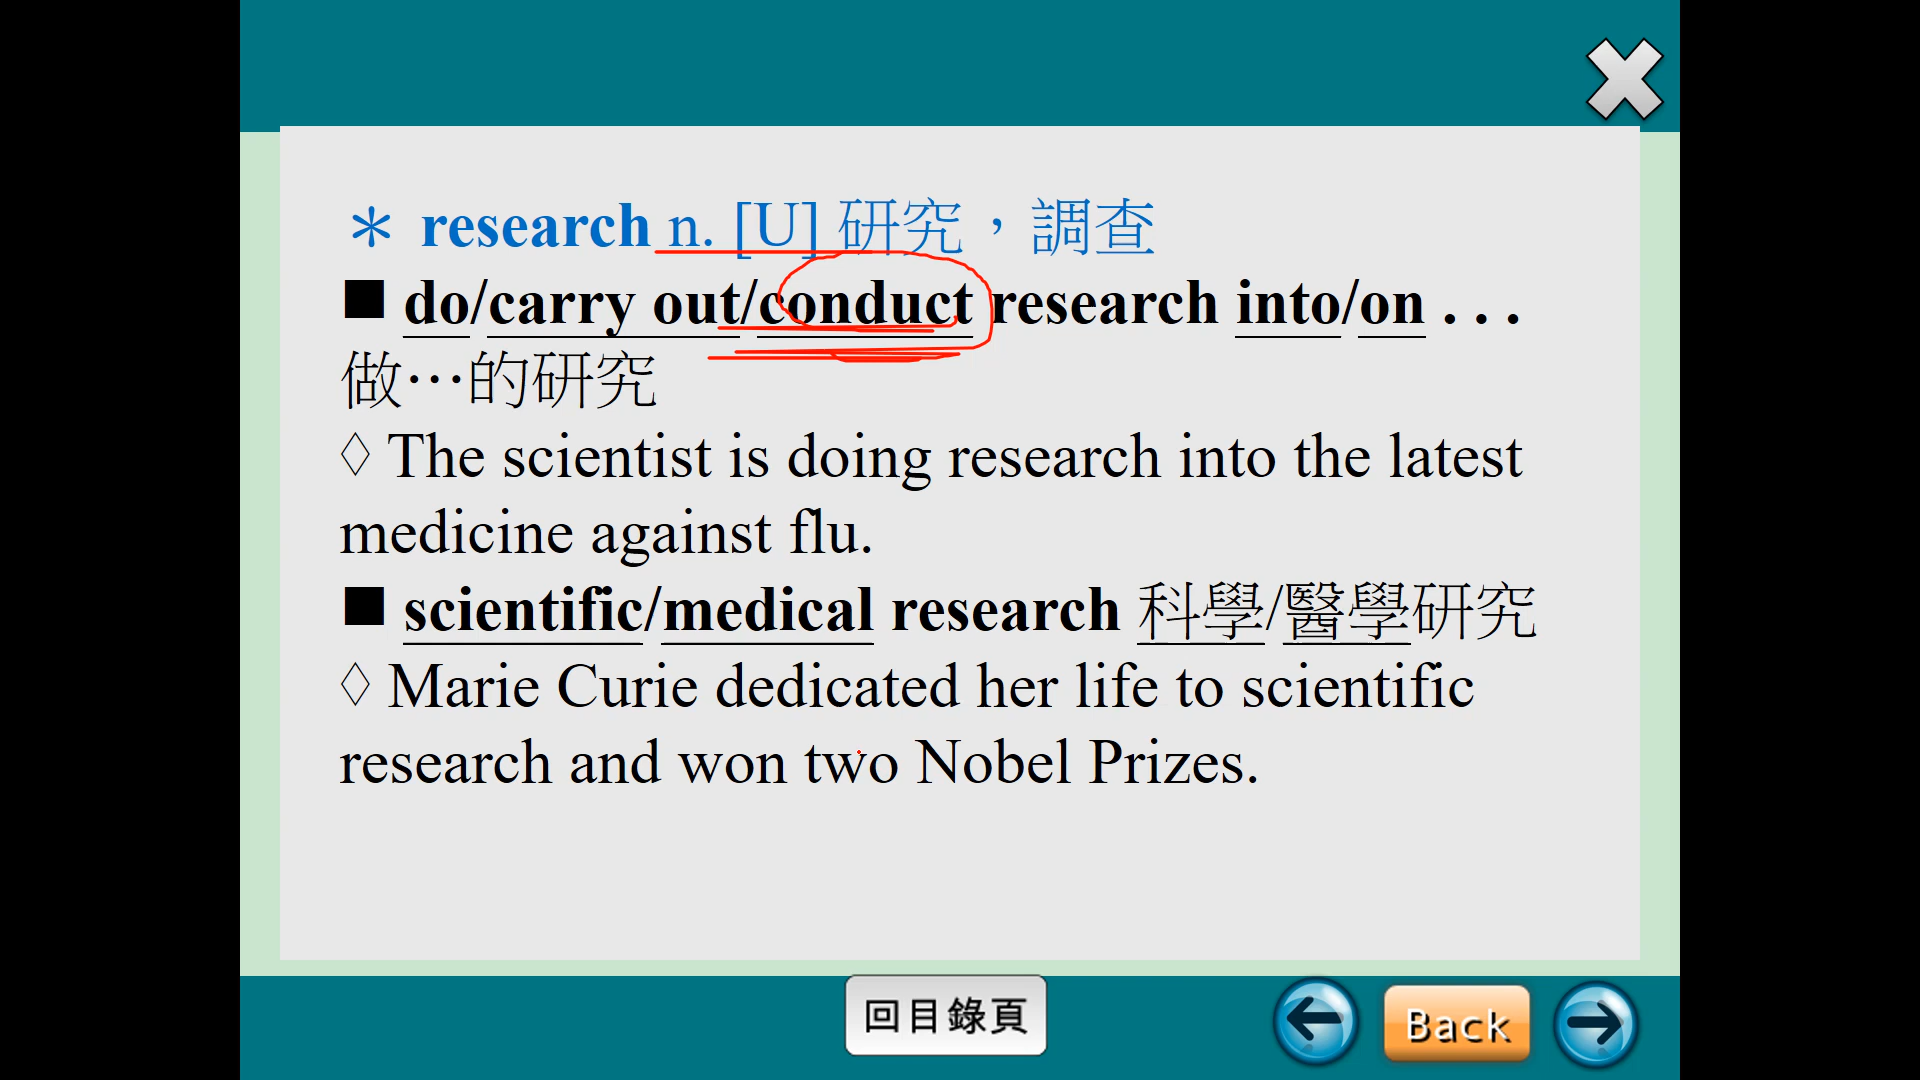 ＊ research n. [U] 研究，調查
■ do/carry out/conduct research into/on . . .
做…的研究
◊ The scientist is doing research into the latest
medicine against flu.
■ scientific/medical research 科學/醫學研究
◊ Marie Curie dedicated her life to scientific
research and won two Nobel Prizes.
回目錄頁
Back